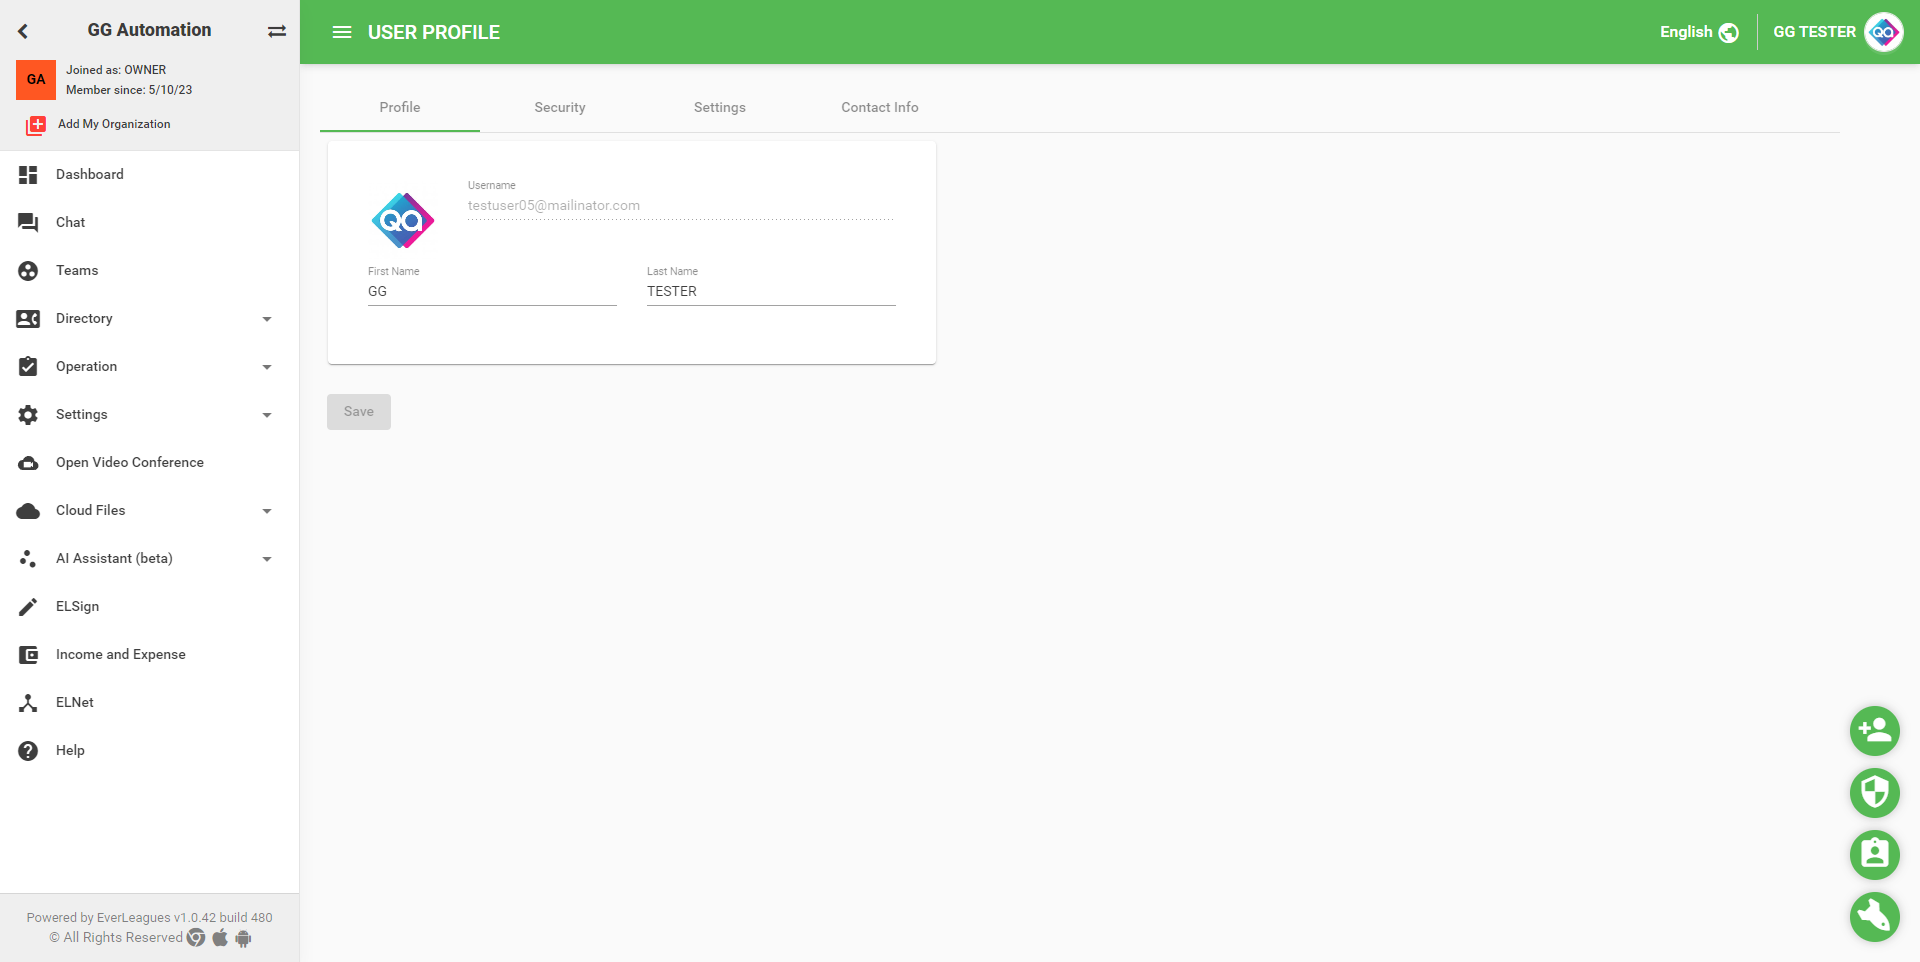 GG Automation
GA
Joined as: OWNER
Member since: 5/10/23
Add My Organization
Dashboard
Chat
Teams
Directory
Operation
Settings
Open Video Conference
Cloud Files
AI Assistant (beta)
ELSign
Income and Expense
ELNet
Help
Powered by EverLeagues v1.0.42 build 480
© All Rights Reserved
USER PROFILE
English
GG TESTER
QA
Profile
Security
Settings
Contact Info
QA
Username
testuser05@mailinator.com
First Name
GG
Last Name
TESTER
Save